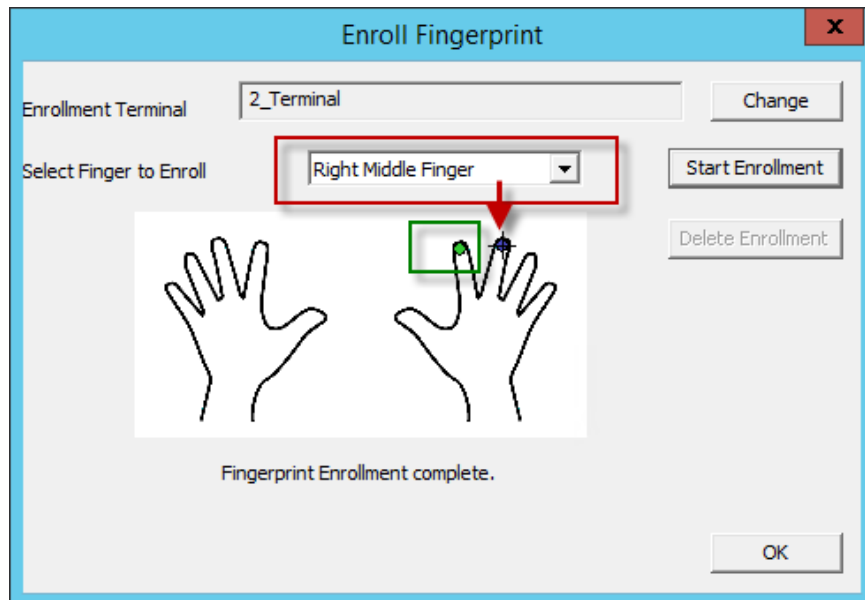 Enroll Fingerprint
x
Enrollment Terminal
2_Terminal
Change
Select Finger to Enroll
Right Middle Finger
Start Enrollment
Delete Enrollment
Fingerprint Enrollment complete.
OK